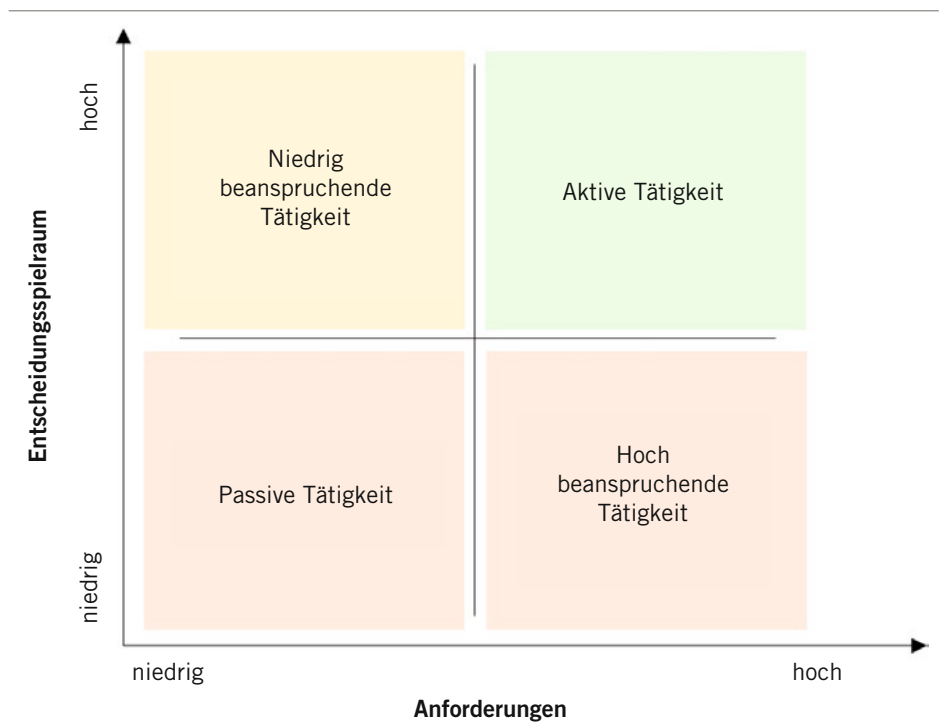 hoch
Niedrig
beanspruchende
Tätigkeit
Aktive Tätigkeit
Entscheidungsspielraum
Passive Tätigkeit
Hoch
beanspruchende
Tätigkeit
niedrig
niedrig
hoch
Anforderungen